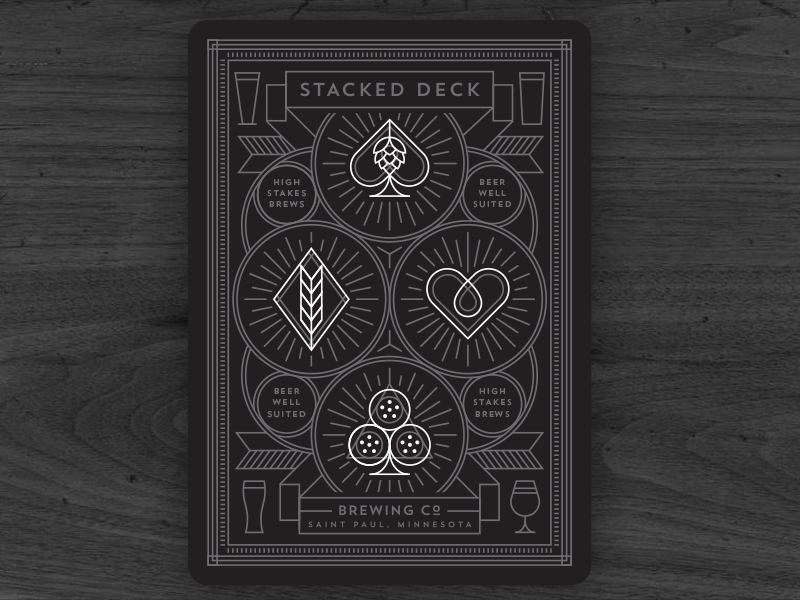 STACKED DECK
HIGH
STAKES
BREWS
BEER
WELL
SUITED
BEER
WELL
SUITED
HIGH
STAKES
BREWS
BREWING Cº
SAINT PAUL, MINNESOTA